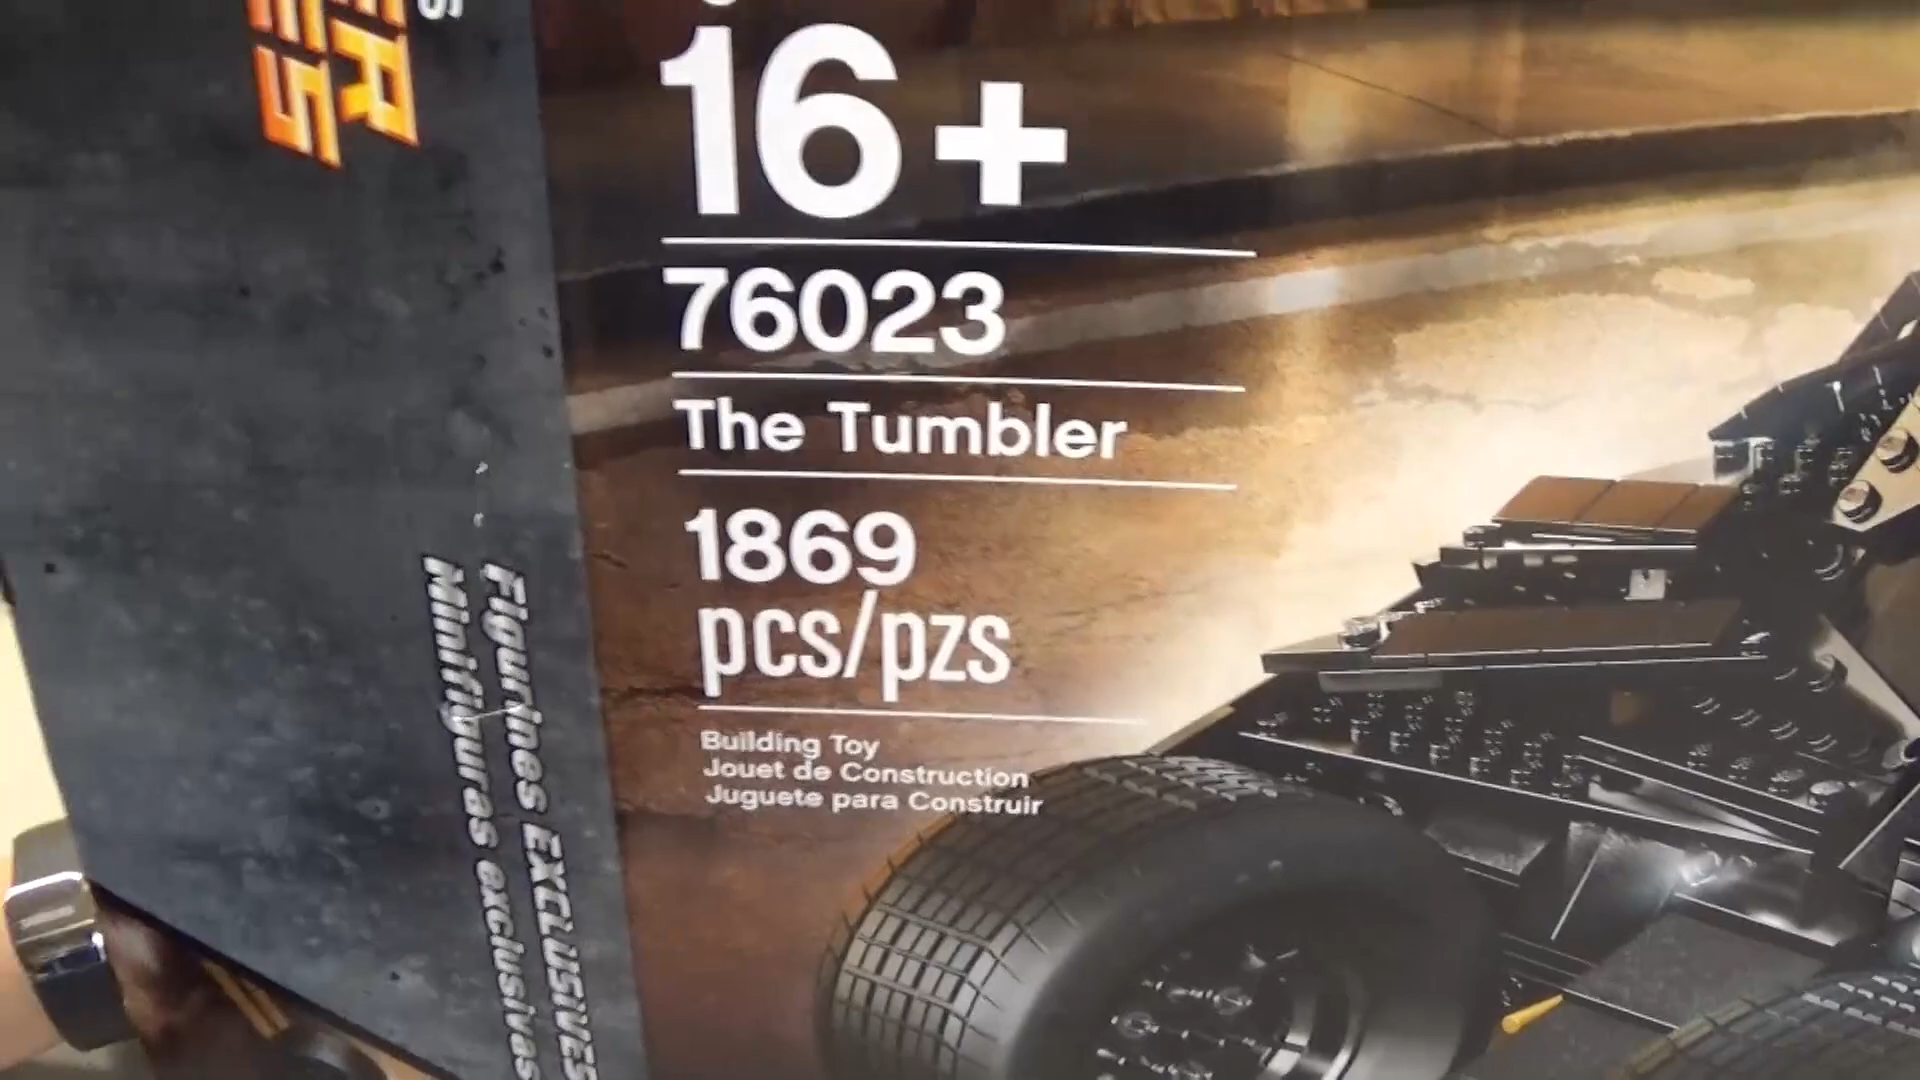 16+
76023
The Tumbler
1869
pcs/pzs
Building Toy
Jouet de Construction
Juguete para Construir
Figurines EXCLUSIVES
Minifiguras exclusivas